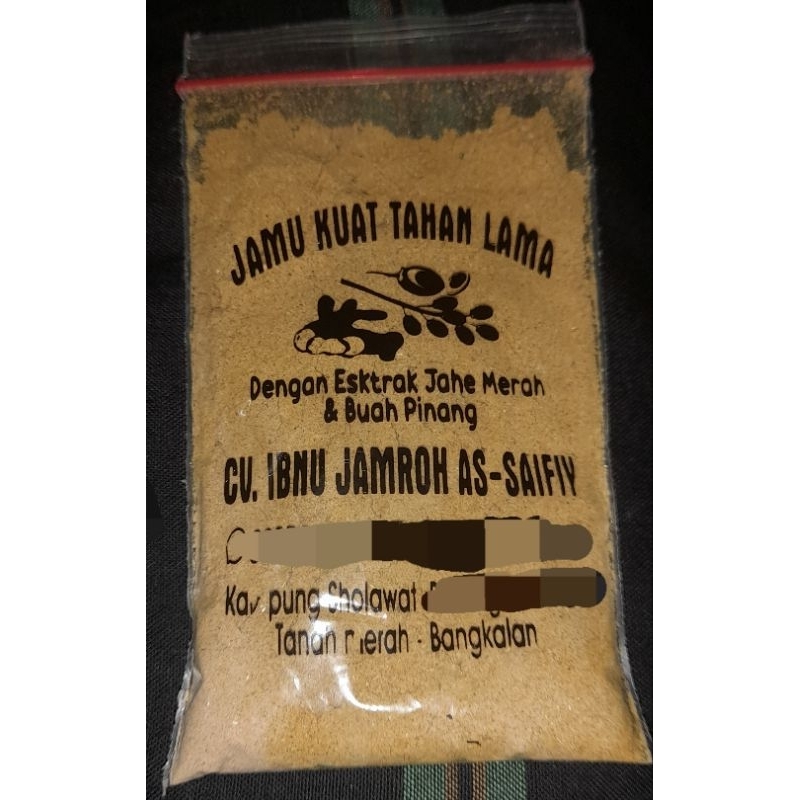 JAMU KUAT TAHAN LAMA
Dengan Esktrak Jahe Merah
& Buah Pinang
CV. IBNU JAMROH AS-SAIFIY
Kampung Sholawat
Tanah Merah - Bangkalan